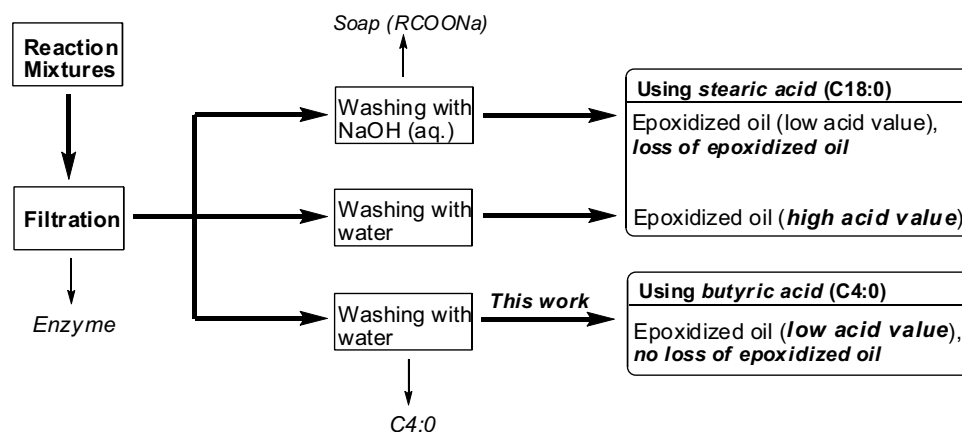 Soap (RCOONa)
Reaction
Mixtures
Washing with
NaOH (aq.)
Using stearic acid (C18:0)
Epoxidized oil (low acid value),
loss of epoxidized oil
Filtration
Washing with
water
Epoxidized oil (high acid value)
Enzyme
Washing with
water
This work
Using butyric acid (C4:0)
Epoxidized oil (low acid value),
no loss of epoxidized oil
C4:0